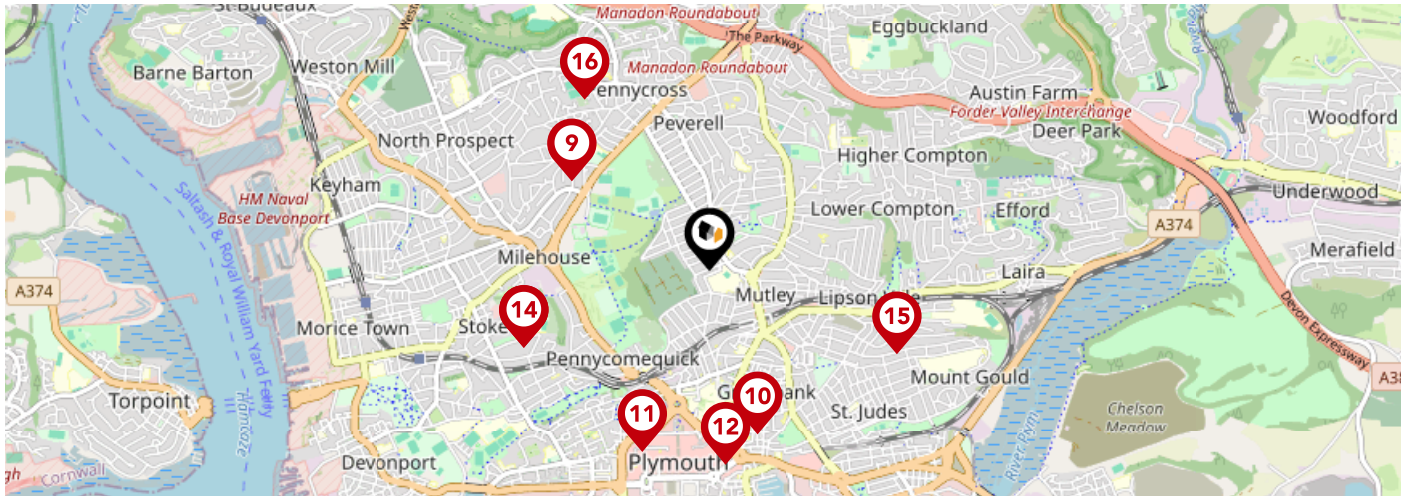 St Budeaux
Manadon Roundabout
Eggbuckland
The Parkway
Weston Mill
Barne Barton
16
Manadon Roundabout
Pennycross
Austin Farm
Forder Valley Interchange
Woodford
Peverell
Deer Park
North Prospect
9
Higher Compton
Keyham
Underwood
HM Naval
Base Devonport
Saltash & Royal William Yard Ferry
Lower Compton
Efford
A374
Merafield
Milehouse
Laira
A374
Mutley
14
15
Morice Town
Devon Expressway
Pennycomequick
Mount Gould
A38
Torpoint
Hamoaze
10
11
12
St. Judes
Chelson
Meadow
River Plym
Devonport
Plymouth
Cornwall